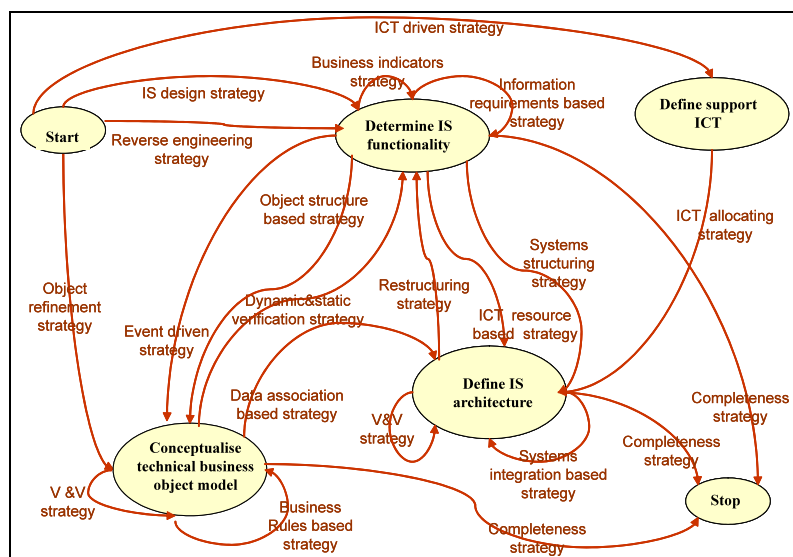 ICT driven strategy
Business indicators
strategy
IS design strategy
Information
requirements based
strategy
Define support
ICT
Start
Determine IS
functionality
Reverse engineering
strategy
Object structure
based strategy
ICT allocating
strategy
Systems
structuring
strategy
Object
refinement
strategy
Dynamic&static
verification strategy
Restructuring
strategy
ICT resource
based strategy
Event driven
strategy
Data association
based strategy
Define IS
architecture
V&V
strategy
Completeness
strategy
Completeness
strategy
Conceptualise
technical business
object model
Systems
integration based
strategy
V &V
strategy
Business
Rules based
strategy
Stop
Completeness
strategy